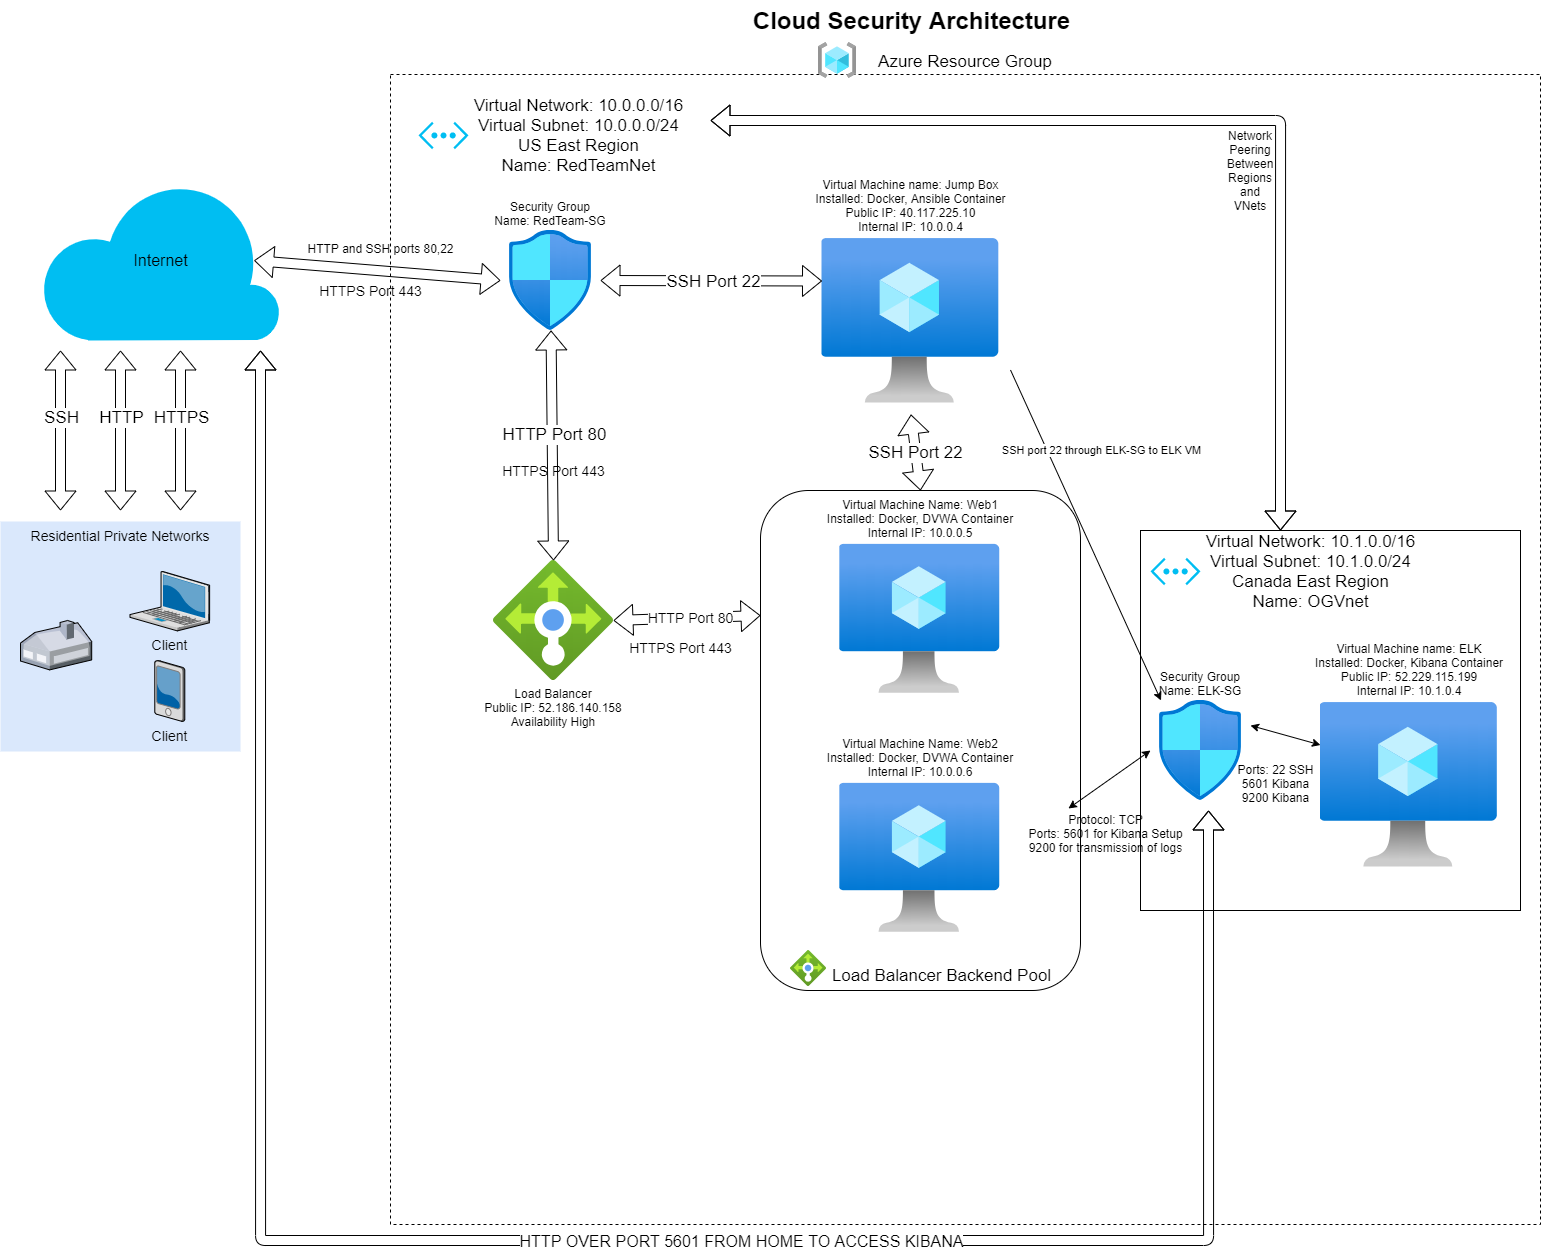 Cloud Security Architecture
Azure Resource Group
Virtual Network: 10.0.0.0/16
Virtual Subnet: 10.0.0.0/24
US East Region
Name: RedTeamNet
Network
Peering
Between
Regions
and
VNets
Virtual Machine name: Jump Box
Installed: Docker, Ansible Container
Public IP: 40.117.225.10
Internal IP: 10.0.0.4
Security Group
Name: RedTeam-SG
Internet
HTTP and SSH ports 80,22
HTTPS Port 443
SSH Port 22
SSH
HTTP
HTTPS
HTTP Port 80
HTTPS Port 443
SSH Port 22
SSH port 22 through ELK-SG to ELK VM
Residential Private Networks
Client
Client
Virtual Machine Name: Web1
Installed: Docker, DVWA Container
Internal IP: 10.0.0.5
HTTP Port 80
HTTPS Port 443
Load Balancer
Public IP: 52.186.140.158
Availability High
Virtual Machine Name: Web2
Installed: Docker, DVWA Container
Internal IP: 10.0.0.6
Load Balancer Backend Pool
Virtual Network: 10.1.0.0/16
Virtual Subnet: 10.1.0.0/24
Canada East Region
Name: OGVnet
Virtual Machine name: ELK
Installed: Docker, Kibana Container
Public IP: 52.229.115.199
Internal IP: 10.1.0.4
Security Group
Name: ELK-SG
Ports: 22 SSH
5601 Kibana
9200 Kibana
Protocol: TCP
Ports: 5601 for Kibana Setup
9200 for transmission of logs
HTTP OVER PORT 5601 FROM HOME TO ACCESS KIBANA